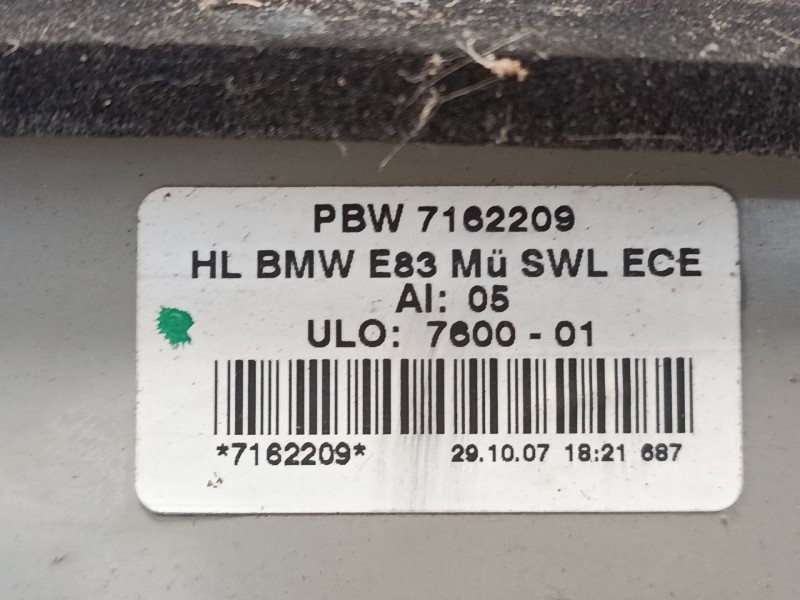 PBW 7162209
HL BMW E83 Mü SWL ECE
AI: 05
ULO: 7600 - 01
*7162209* 29.10.07 18:21 687